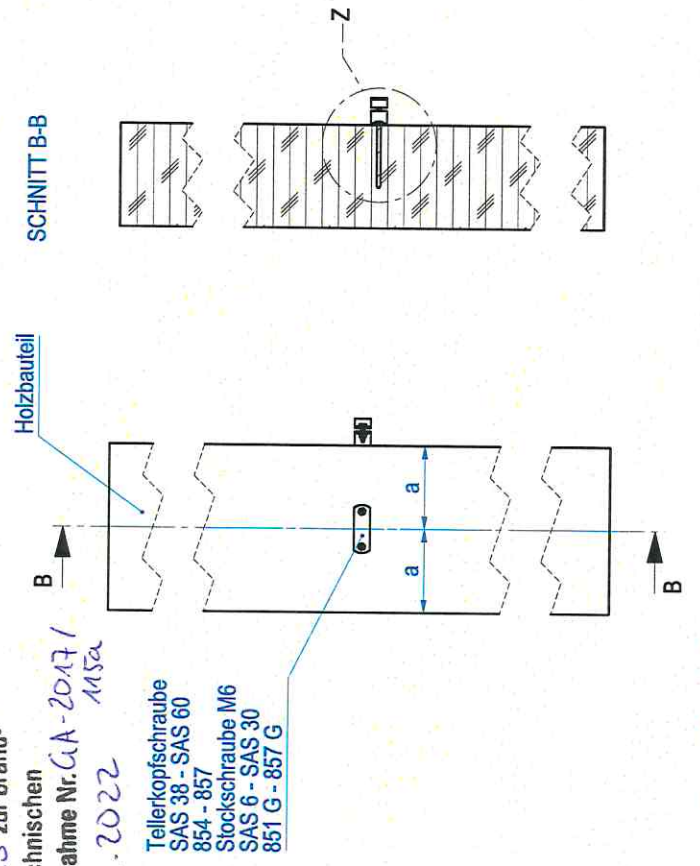 zur Brand-
chnischen
ahme Nr. GA-2017/
115a
. 2022
Tellerkopfschraube
SAS 38 - SAS 60
854 - 857
Stockschraube M6
SAS 6 - SAS 30
851 G - 857 G
Holzbauteil
B
a
a
B
SCHNITT B-B
Z